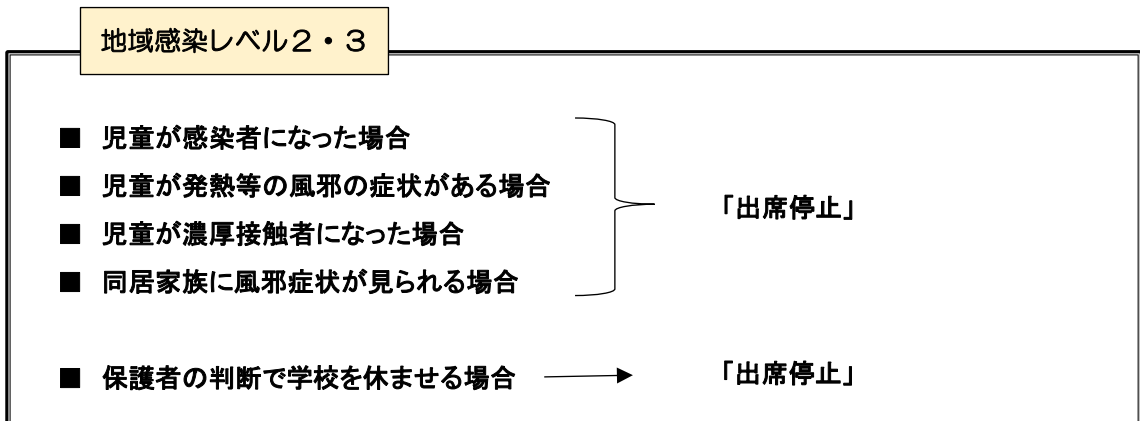 地域感染レベル２・３
■ 児童が感染者になった場合
■ 児童が発熱等の風邪の症状がある場合
「出席停止」
■ 児童が濃厚接触者になった場合
■ 同居家族に風邪症状が見られる場合
■ 保護者の判断で学校を休ませる場合 「出席停止」